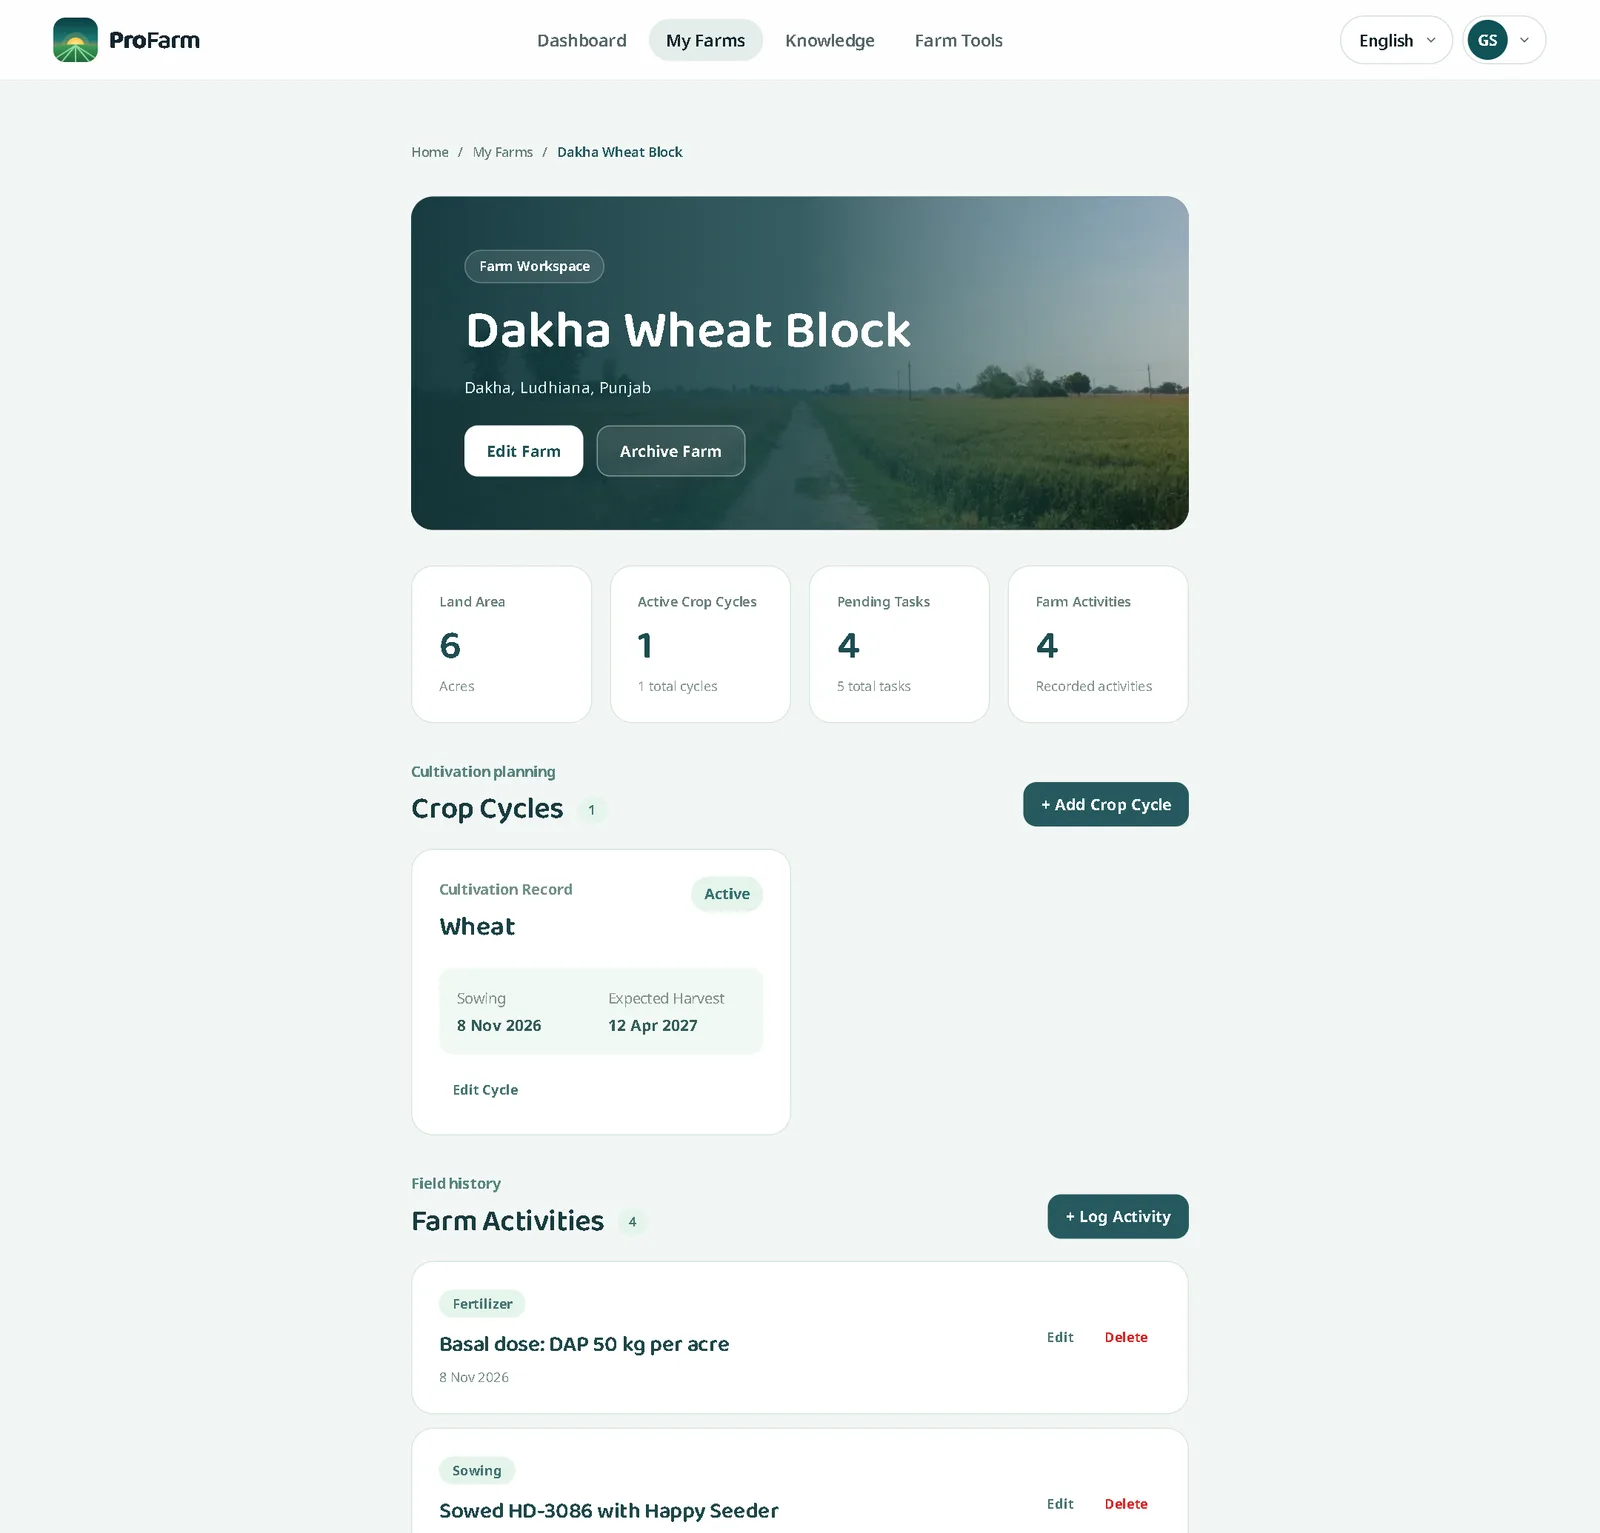 ProFarm
Dashboard
My Farms
Knowledge
Farm Tools
English
GS
Home / My Farms / Dakha Wheat Block
Farm Workspace
Dakha Wheat Block
Dakha, Ludhiana, Punjab
Edit Farm
Archive Farm
Land Area
6
Acres
Active Crop Cycles
1
1 total cycles
Pending Tasks
4
5 total tasks
Farm Activities
4
Recorded activities
Cultivation planning
Crop Cycles 1
+ Add Crop Cycle
Cultivation Record
Active
Wheat
Sowing
8 Nov 2026
Expected Harvest
12 Apr 2027
Edit Cycle
Field history
Farm Activities 4
+ Log Activity
Fertilizer
Basal dose: DAP 50 kg per acre
8 Nov 2026
Edit
Delete
Sowing
Sowed HD-3086 with Happy Seeder
Edit
Delete